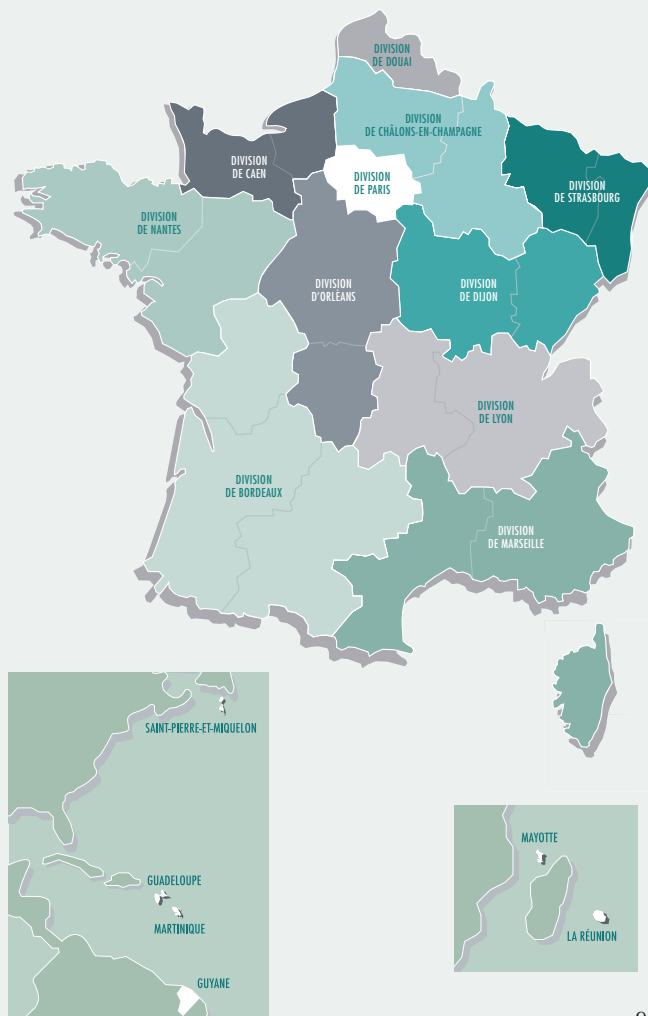 DIVISION
DE DOUAI
DIVISION
DE CHÂLONS-EN-CHAMPAGNE
DIVISION
DE CAEN
DIVISION
DE PARIS
DIVISION
DE STRASBOURG
DIVISION
DE NANTES
DIVISION
D'ORLÉANS
DIVISION
DE DIJON
DIVISION
DE LYON
DIVISION
DE BORDEAUX
DIVISION
DE MARSEILLE
SAINT-PIERRE-ET-MIQUELON
GUADELOUPE
MARTINIQUE
GUYANE
MAYOTTE
LA RÉUNION